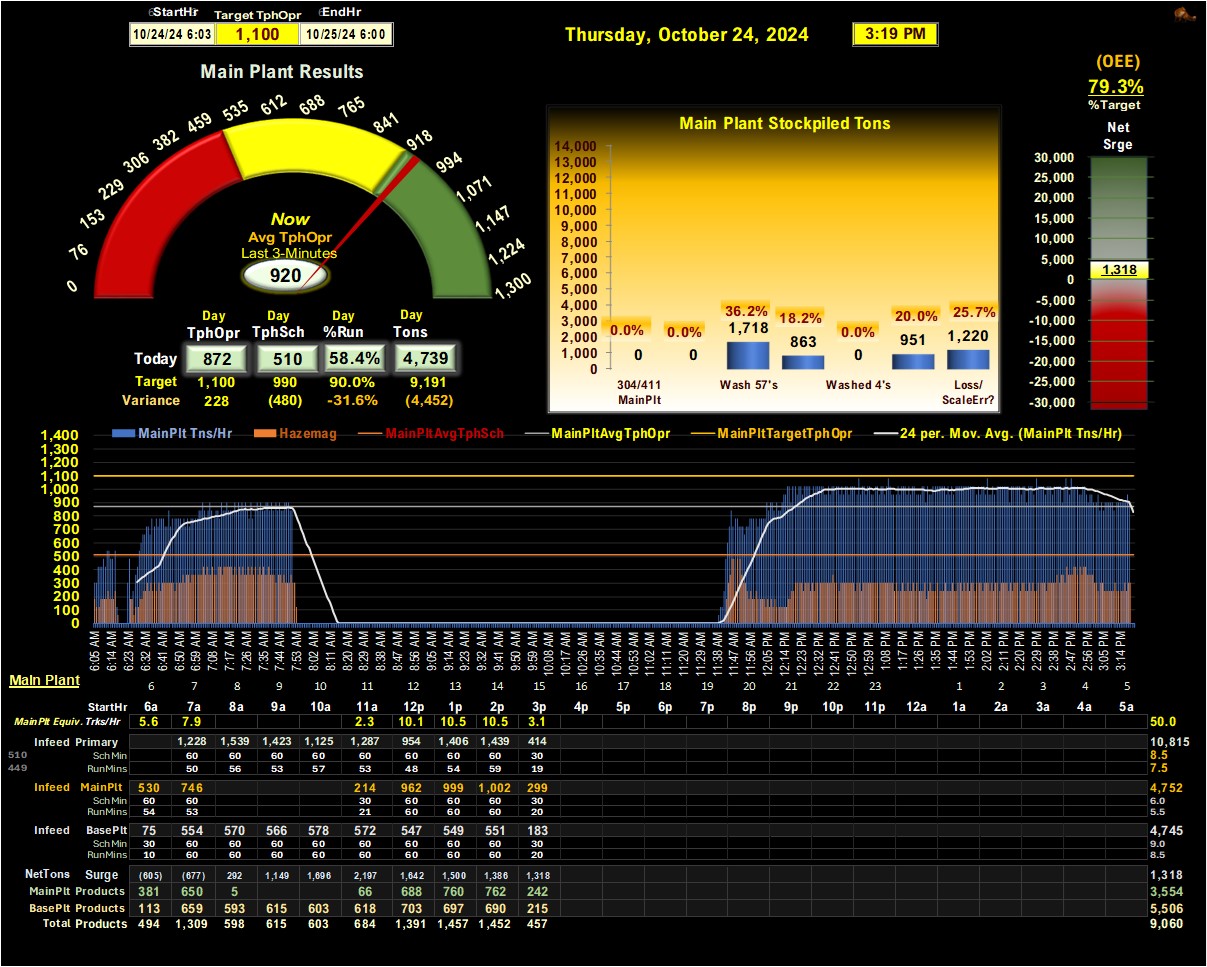 StartHr Target TphOpr EndHr
10/24/24 6:03 1,100 10/25/24 6:00
Thursday, October 24, 2024 3:19 PM
(OEE)
79.3%
%Target
Main Plant Results
0 76 153 229 306 382 459 535 612 688 765 841 918 994 1,071 1,147 1,224 1,300
Now
Avg TphOpr
Last 3-Minutes
920
Day Day Day Day
TphOpr TphSch %Run Tons
Today 872 510 58.4% 4,739
Target 1,100 990 90.0% 9,191
Variance 228 (480) -31.6% (4,452)
Main Plant Stockpiled Tons
14,000
13,000
12,000
11,000
10,000
9,000
8,000
7,000
6,000
5,000
4,000
3,000
2,000
1,000
0
0.0% 0.0% 36.2% 18.2% 0.0% 20.0% 25.7%
0 0 1,718 863 0 951 1,220
304/411 Wash 57's Washed 4's Loss/
MainPlt ScaleErr?
Net
Srge
30,000
25,000
20,000
15,000
10,000
5,000
1,318
0
-5,000
-10,000
-15,000
-20,000
-25,000
-30,000
MainPlt Tns/Hr Hazemag MainPltAvgTphSch MainPltAvgTphOpr MainPltTargetTphOpr 24 per. Mov. Avg. (MainPlt Tns/Hr)
1,400
1,300
1,200
1,100
1,000
900
800
700
600
500
400
300
200
100
0
6:05 AM 6:14 AM 6:23 AM 6:32 AM 6:41 AM 6:50 AM 6:59 AM 7:08 AM 7:17 AM 7:26 AM 7:35 AM 7:44 AM 7:53 AM 8:02 AM 8:11 AM 8:20 AM 8:29 AM 8:38 AM 8:47 AM 8:56 AM 9:05 AM 9:14 AM 9:23 AM 9:32 AM 9:41 AM 9:50 AM 9:59 AM 10:08 AM 10:17 AM 10:26 AM 10:35 AM 10:44 AM 10:53 AM 11:02 AM 11:11 AM 11:20 AM 11:29 AM 11:38 AM 11:47 AM 11:56 AM 12:05 PM 12:14 PM 12:23 PM 12:32 PM 12:41 PM 12:50 PM 12:59 PM 1:08 PM 1:17 PM 1:26 PM 1:35 PM 1:44 PM 1:53 PM 2:02 PM 2:11 PM 2:20 PM 2:29 PM 2:38 PM 2:47 PM 2:56 PM 3:05 PM 3:14 PM
Main Plant
6 7 8 9 10 11 12 13 14 15 16 17 18 19 20 21 22 23 1 2 3 4 5
StartHr 6a 7a 8a 9a 10a 11a 12p 1p 2p 3p 4p 5p 6p 7p 8p 9p 10p 11p 12a 1a 2a 3a 4a 5a
MainPlt Equiv. Trks/Hr 5.6 7.9 2.3 10.1 10.5 10.5 3.1 50.0
Infeed Primary 1,228 1,539 1,423 1,125 1,287 954 1,406 1,439 414 10,815
510 SchMin 60 60 60 60 60 60 60 60 30 8.5
449 RunMins 50 56 53 57 53 48 54 59 19 7.5
Infeed MainPlt 530 746 214 962 999 1,002 299 4,752
SchMin 60 60 30 60 60 60 30 6.0
RunMins 54 53 21 60 60 60 20 5.5
Infeed BasePlt 75 554 570 566 578 572 547 549 551 183 4,745
SchMin 30 60 60 60 60 60 60 60 60 30 9.0
RunMins 10 60 60 60 60 60 60 60 60 20 8.5
NetTons Surge (605) (677) 292 1,149 1,696 2,197 1,642 1,500 1,386 1,318 1,318
MainPlt Products 381 650 5 66 688 760 762 242 3,554
BasePlt Products 113 659 593 615 603 618 703 697 690 215 5,506
Total Products 494 1,309 598 615 603 684 1,391 1,457 1,452 457 9,060